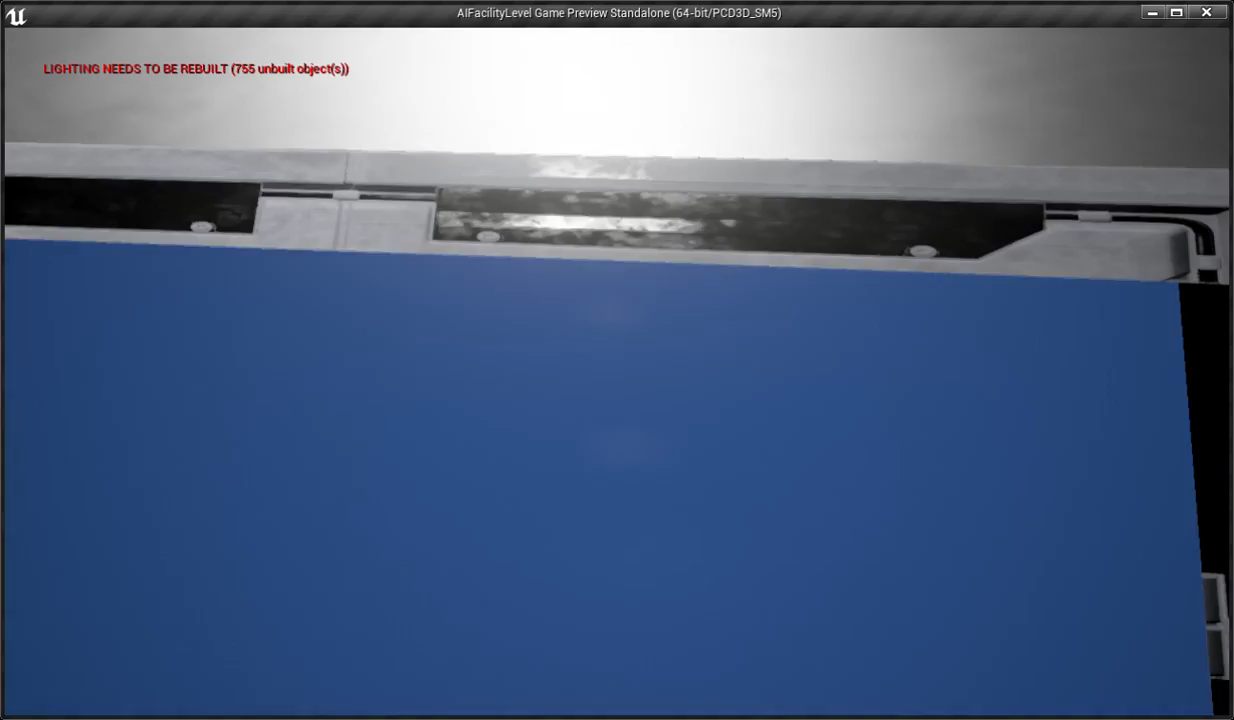 AIFacilityLevel Game Preview Standalone (64-bit/PCD3D_SM5)
LIGHTING NEEDS TO BE REBUILT (755 unbuilt object(s))